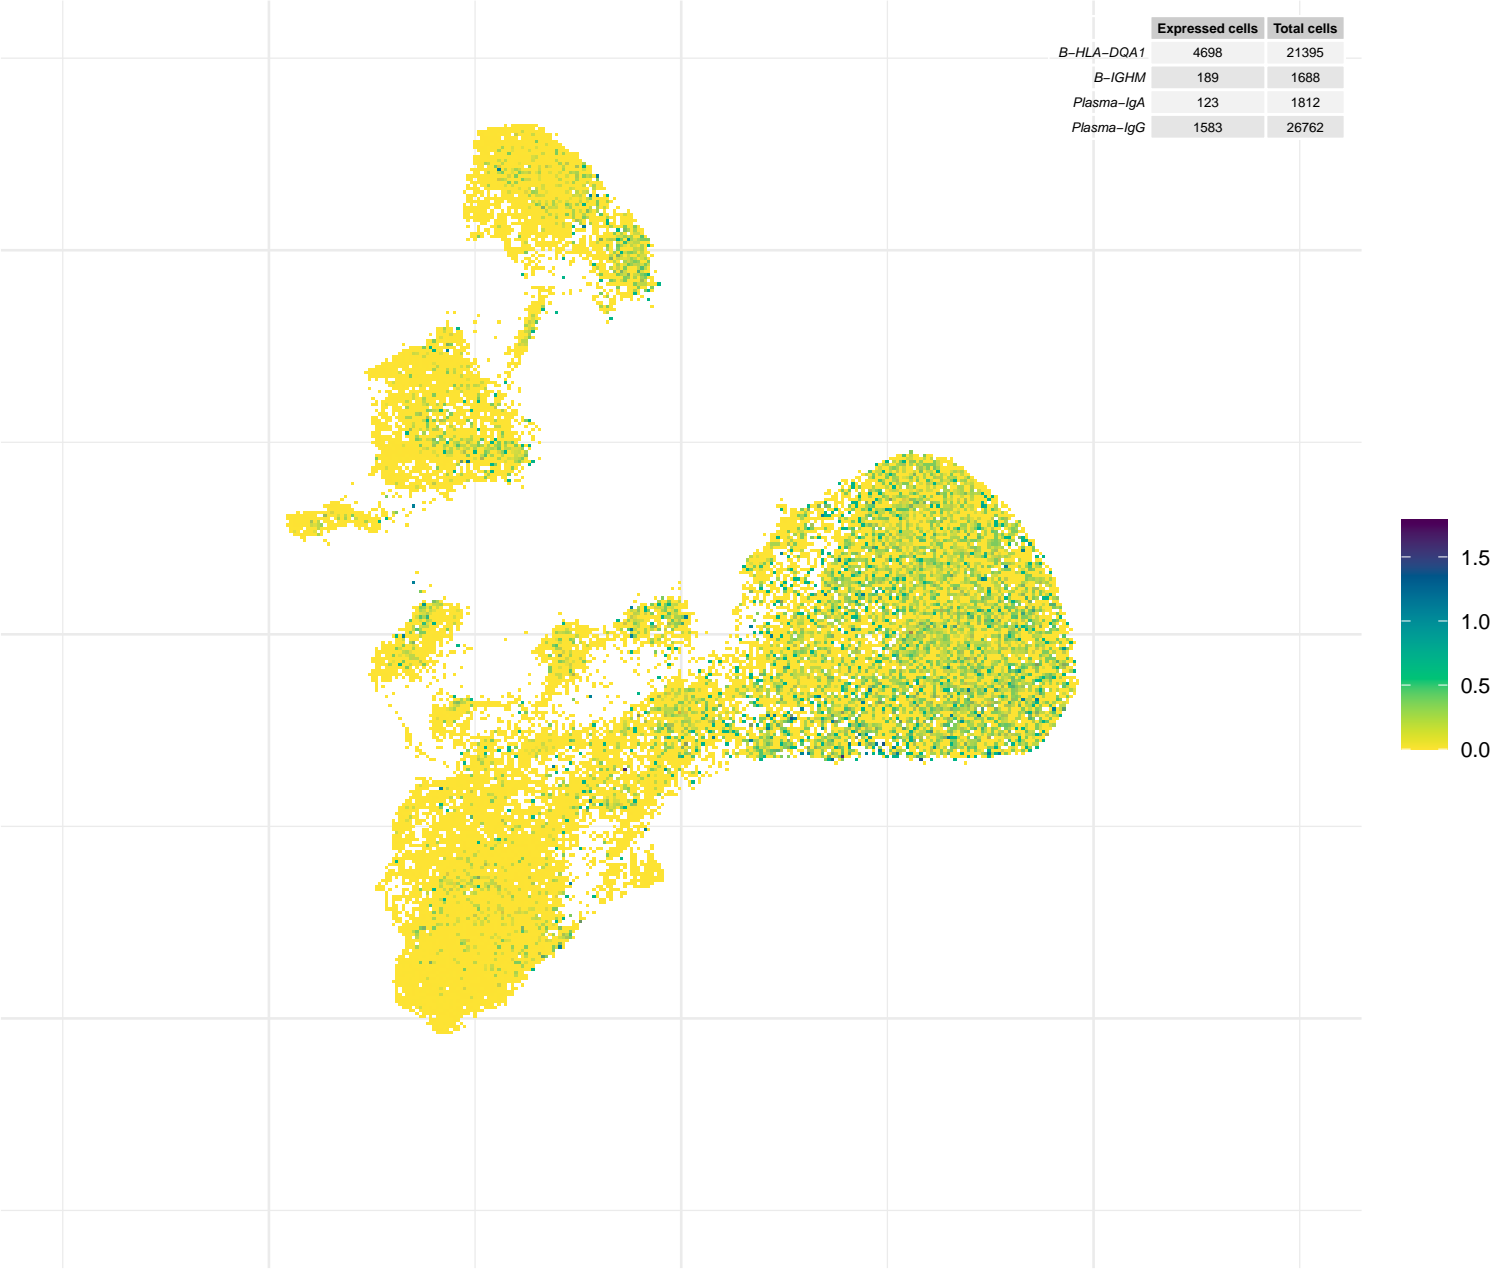 Expressed cells Total cells
B−HLA−DQA1 4698 21395
B−IGHM 189 1688
Plasma−IgA 123 1812
Plasma−IgG 1583 26762
1.5
1.0
0.5
0.0